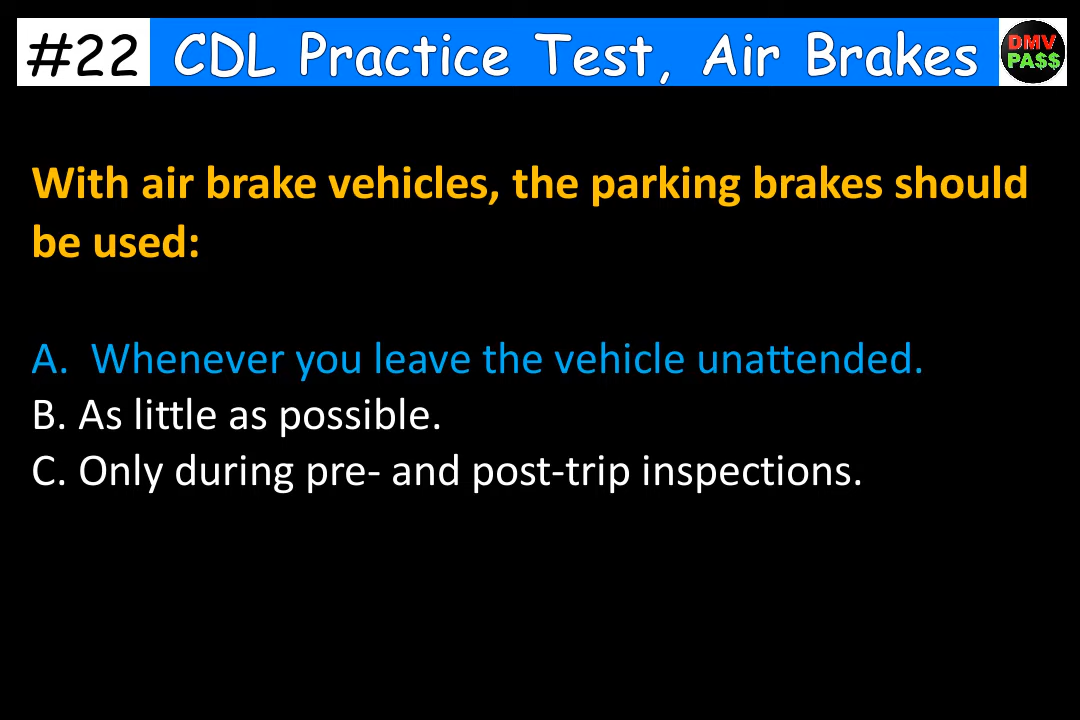 #22 CDL Practice Test, Air Brakes DMV
PA$$
With air brake vehicles, the parking brakes should
be used:
A. Whenever you leave the vehicle unattended.
B. As little as possible.
C. Only during pre- and post-trip inspections.